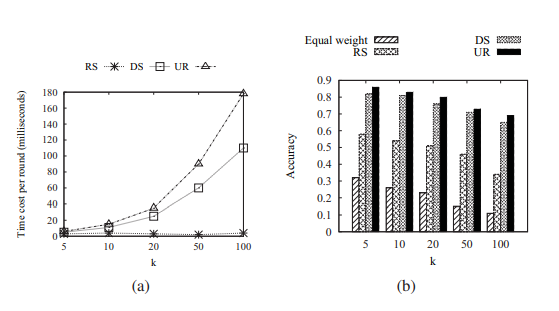 RS DS UR
Time cost per round (milliseconds)
180
160
140
120
100
80
60
40
20
0
5 10 20 50 100
k
(a)
Equal weight DS
RS UR
Accuracy
0.9
0.8
0.7
0.6
0.5
0.4
0.3
0.2
0.1
0
5 10 20 50 100
k
(b)